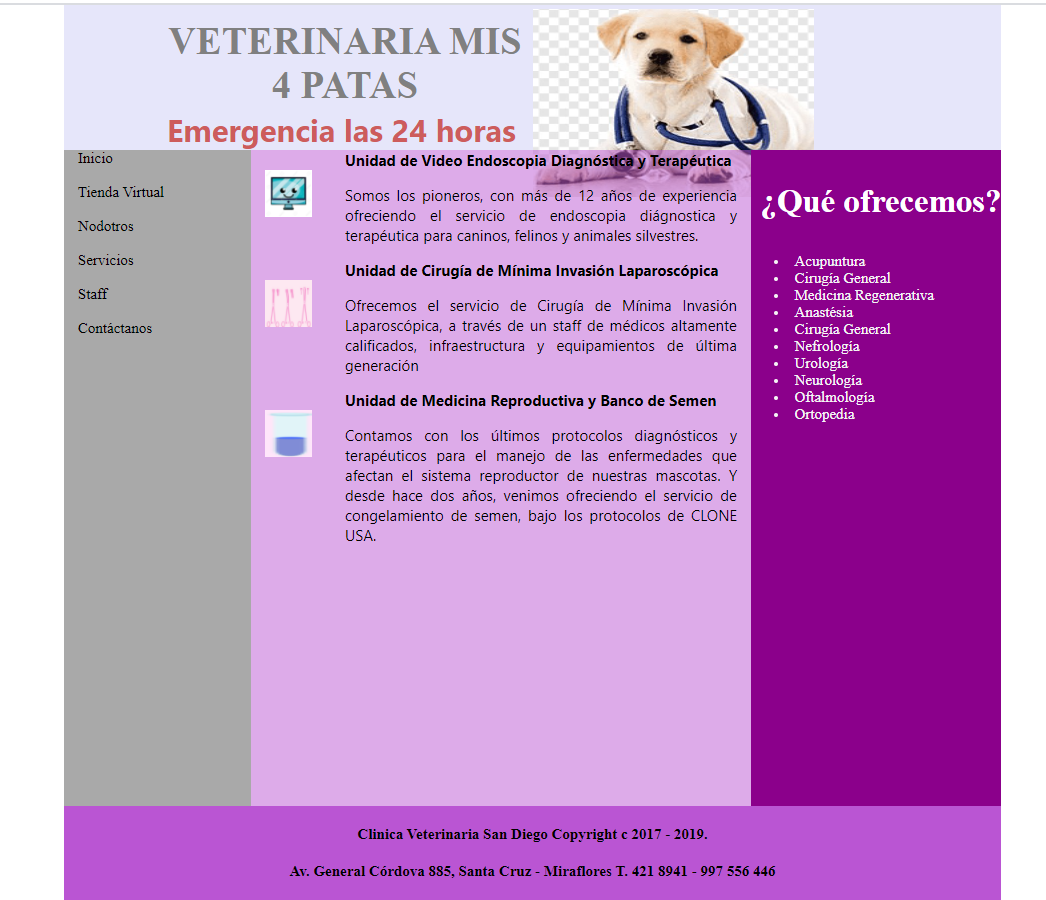 VETERINARIA MIS
4 PATAS
Emergencia las 24 horas
Inicio
Tienda Virtual
Nodotros
Servicios
Staff
Contáctanos
Unidad de Video Endoscopia Diagnóstica y Terapéutica
Somos los pioneros, con más de 12 años de experiencia
ofreciendo el servicio de endoscopia diágnostica y
terapéutica para caninos, felinos y animales silvestres.
Unidad de Cirugía de Mínima Invasión Laparoscópica
Ofrecemos el servicio de Cirugía de Mínima Invasión
Laparoscópica, a través de un staff de médicos altamente
calificados, infraestructura y equipamientos de última
generación
Unidad de Medicina Reproductiva y Banco de Semen
Contamos con los últimos protocolos diagnósticos y
terapéuticos para el manejo de las enfermedades que
afectan el sistema reproductor de nuestras mascotas. Y
desde hace dos años, venimos ofreciendo el servicio de
congelamiento de semen, bajo los protocolos de CLONE
USA.
¿Qué ofrecemos?
• Acupuntura
• Cirugía General
• Medicina Regenerativa
• Anastésia
• Cirugía General
• Nefrología
• Urología
• Neurología
• Oftalmología
• Ortopedia
Clinica Veterinaria San Diego Copyright c 2017 - 2019.
Av. General Córdova 885, Santa Cruz - Miraflores T. 421 8941 - 997 556 446